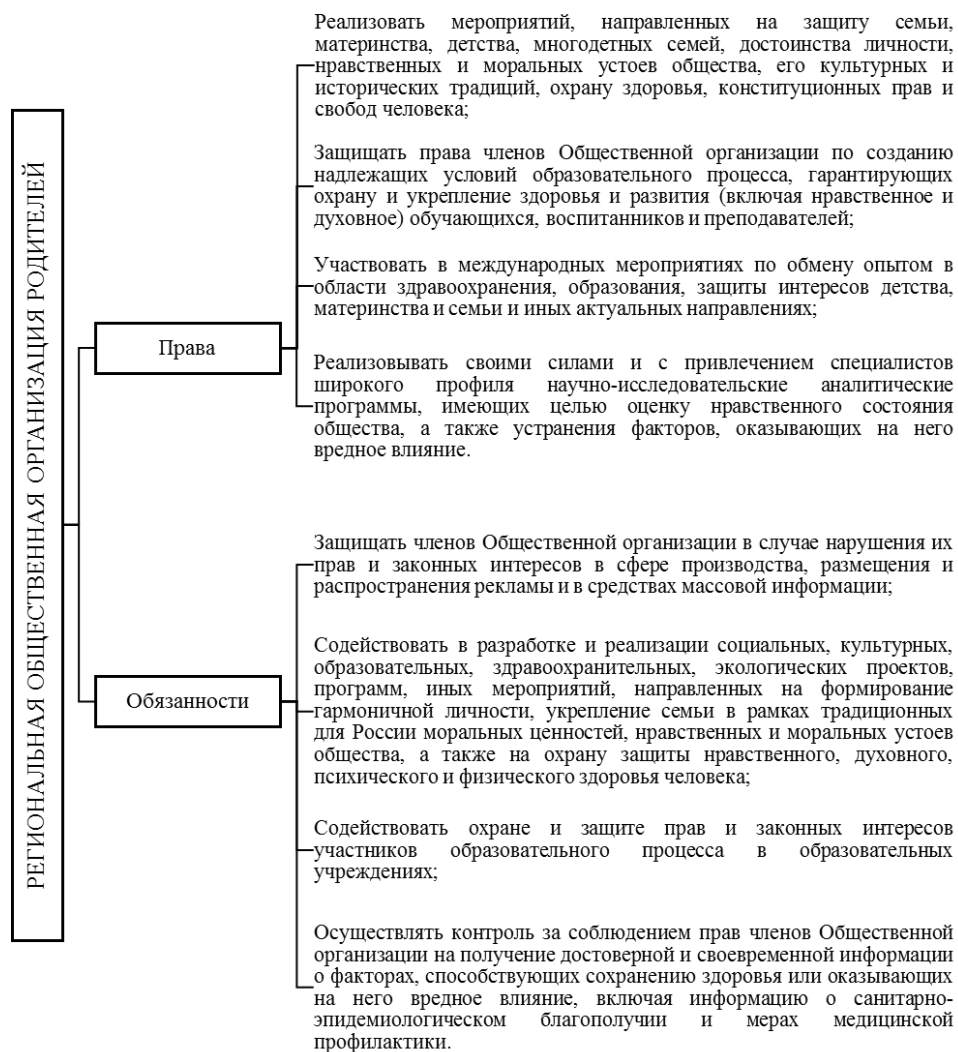 РЕГИОНАЛЬНАЯ ОБЩЕСТВЕННАЯ ОРГАНИЗАЦИЯ РОДИТЕЛЕЙ
Права
Реализовать мероприятий, направленных на защиту семьи,
материнства, детства, многодетных семей, достоинства личности,
нравственных и моральных устоев общества, его культурных и
исторических традиций, охрану здоровья, конституционных прав и
свобод человека;
Защищать права членов Общественной организации по созданию
надлежащих условий образовательного процесса, гарантирующих
охрану и укрепление здоровья и развития (включая нравственное и
духовное) обучающихся, воспитанников и преподавателей;
Участвовать в международных мероприятиях по обмену опытом в
области здравоохранения, образования, защиты интересов детства,
материнства и семьи и иных актуальных направлениях;
Реализовывать своими силами и с привлечением специалистов
широкого профиля научно-исследовательские аналитические
программы, имеющих целью оценку нравственного состояния
общества, а также устранения факторов, оказывающих на него
вредное влияние.
Обязанности
Защищать членов Общественной организации в случае нарушения их
прав и законных интересов в сфере производства, размещения и
распространения рекламы и в средствах массовой информации;
Содействовать в разработке и реализации социальных, культурных,
образовательных, здравоохранительных, экологических проектов,
программ, иных мероприятий, направленных на формирование
гармоничной личности, укрепление семьи в рамках традиционных
для России моральных ценностей, нравственных и моральных устоев
общества, а также на охрану защиты нравственного, духовного,
психического и физического здоровья человека;
Содействовать охране и защите прав и законных интересов
участников образовательного процесса в образовательных
учреждениях;
Осуществлять контроль за соблюдением прав членов Общественной
организации на получение достоверной и своевременной информации
о факторах, способствующих сохранению здоровья или оказывающих
на него вредное влияние, включая информацию о санитарно-
эпидемиологическом благополучии и мерах медицинской
профилактики.